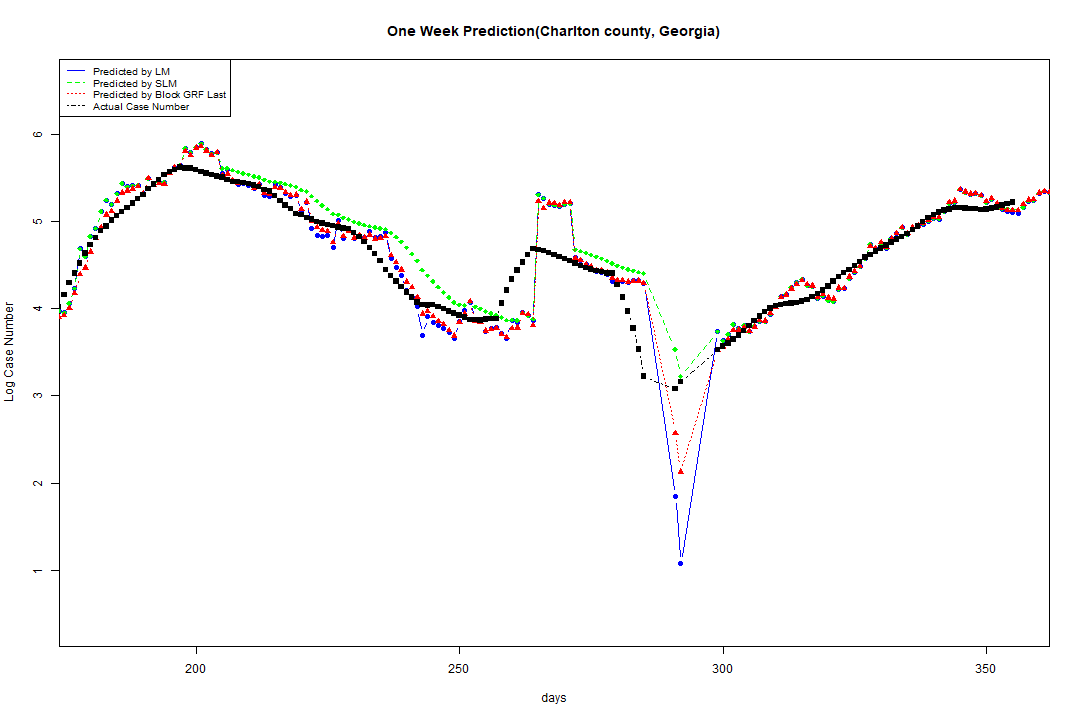 One Week Prediction(Charlton county, Georgia)
Predicted by LM
Predicted by SLM
Predicted by Block GRF Last
Actual Case Number
6
5
4
3
2
1
Log Case Number
200 250 300 350
days